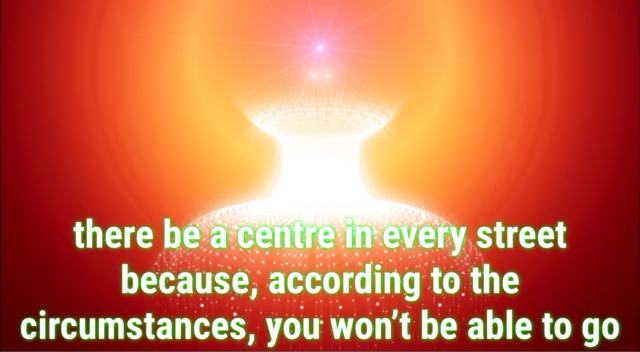 there be a centre in every street
because, according to the
circumstances, you won't be able to go